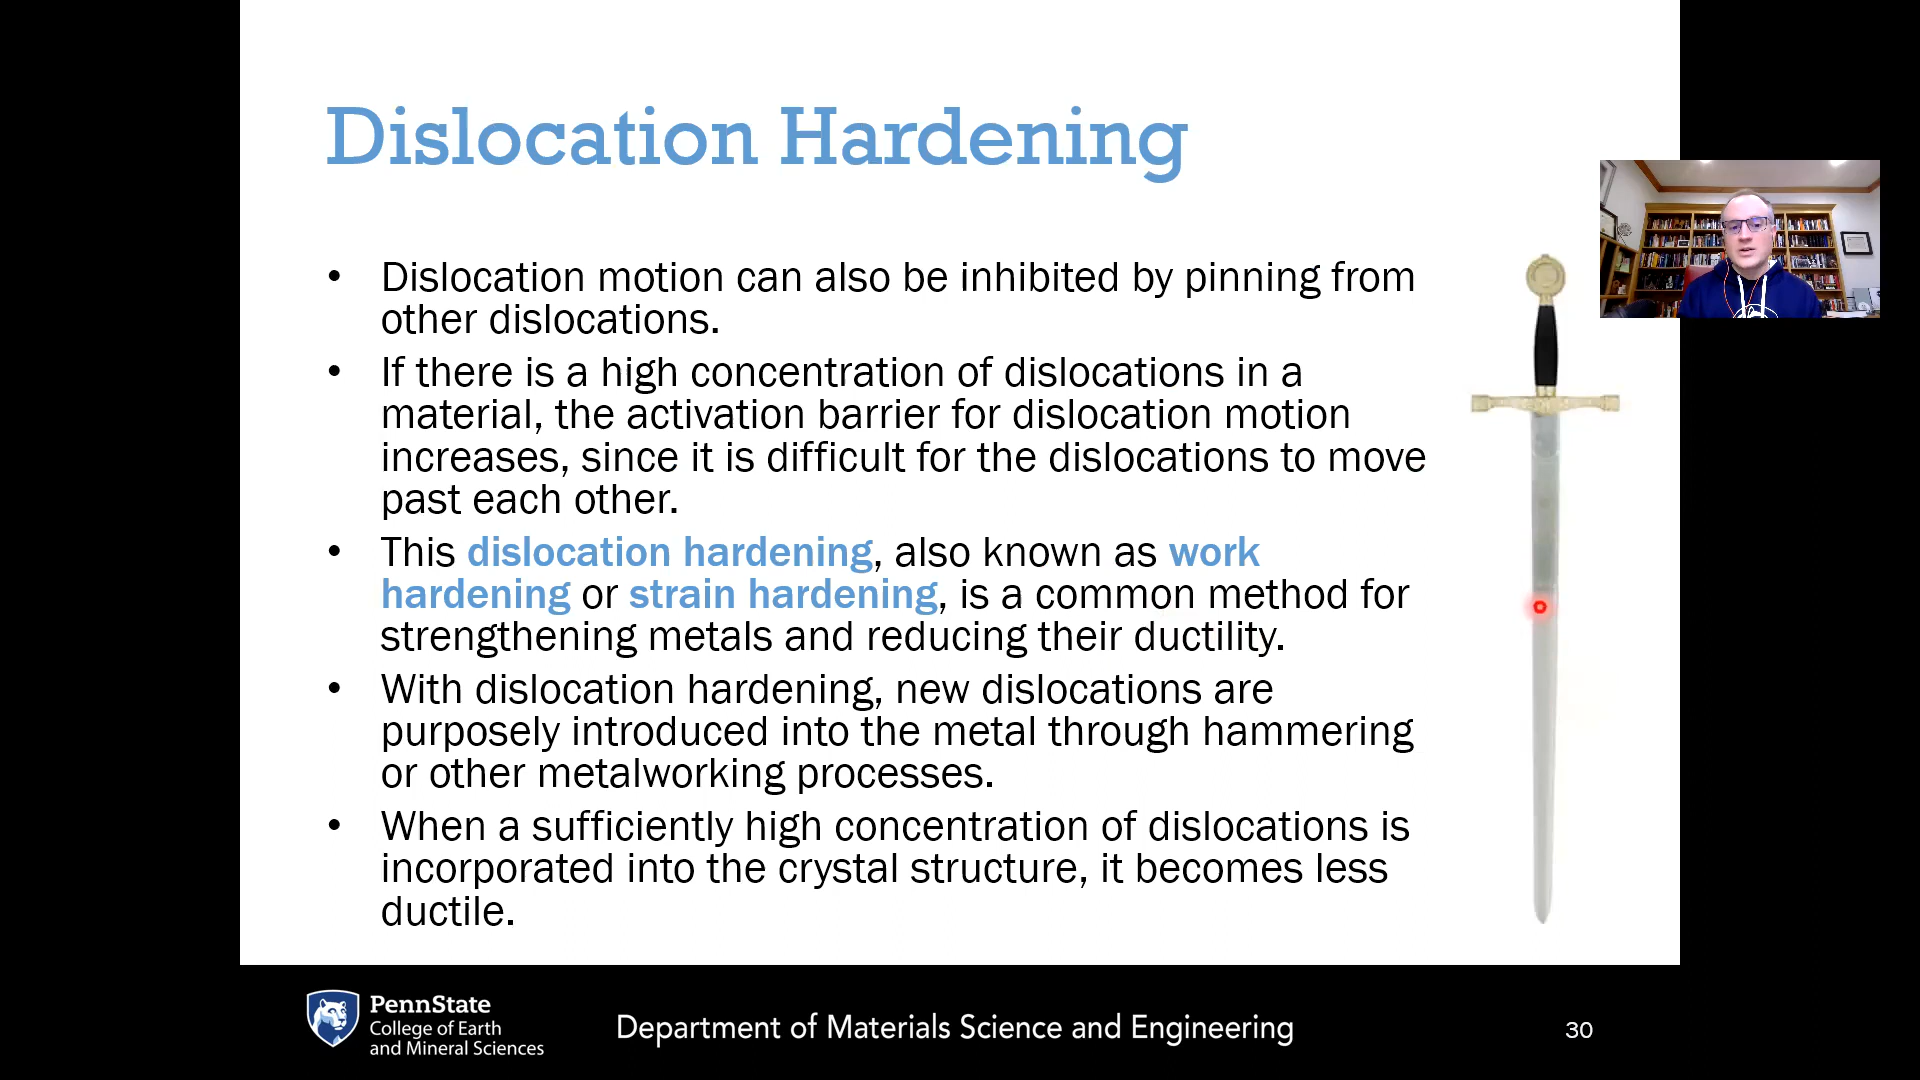 Dislocation Hardening
• Dislocation motion can also be inhibited by pinning from
other dislocations.
• If there is a high concentration of dislocations in a
material, the activation barrier for dislocation motion
increases, since it is difficult for the dislocations to move
past each other.
• This dislocation hardening, also known as work
hardening or strain hardening, is a common method for
strengthening metals and reducing their ductility.
• With dislocation hardening, new dislocations are
purposely introduced into the metal through hammering
or other metalworking processes.
• When a sufficiently high concentration of dislocations is
incorporated into the crystal structure, it becomes less
ductile.
PennState
College of Earth
and Mineral Sciences
Department of Materials Science and Engineering
30